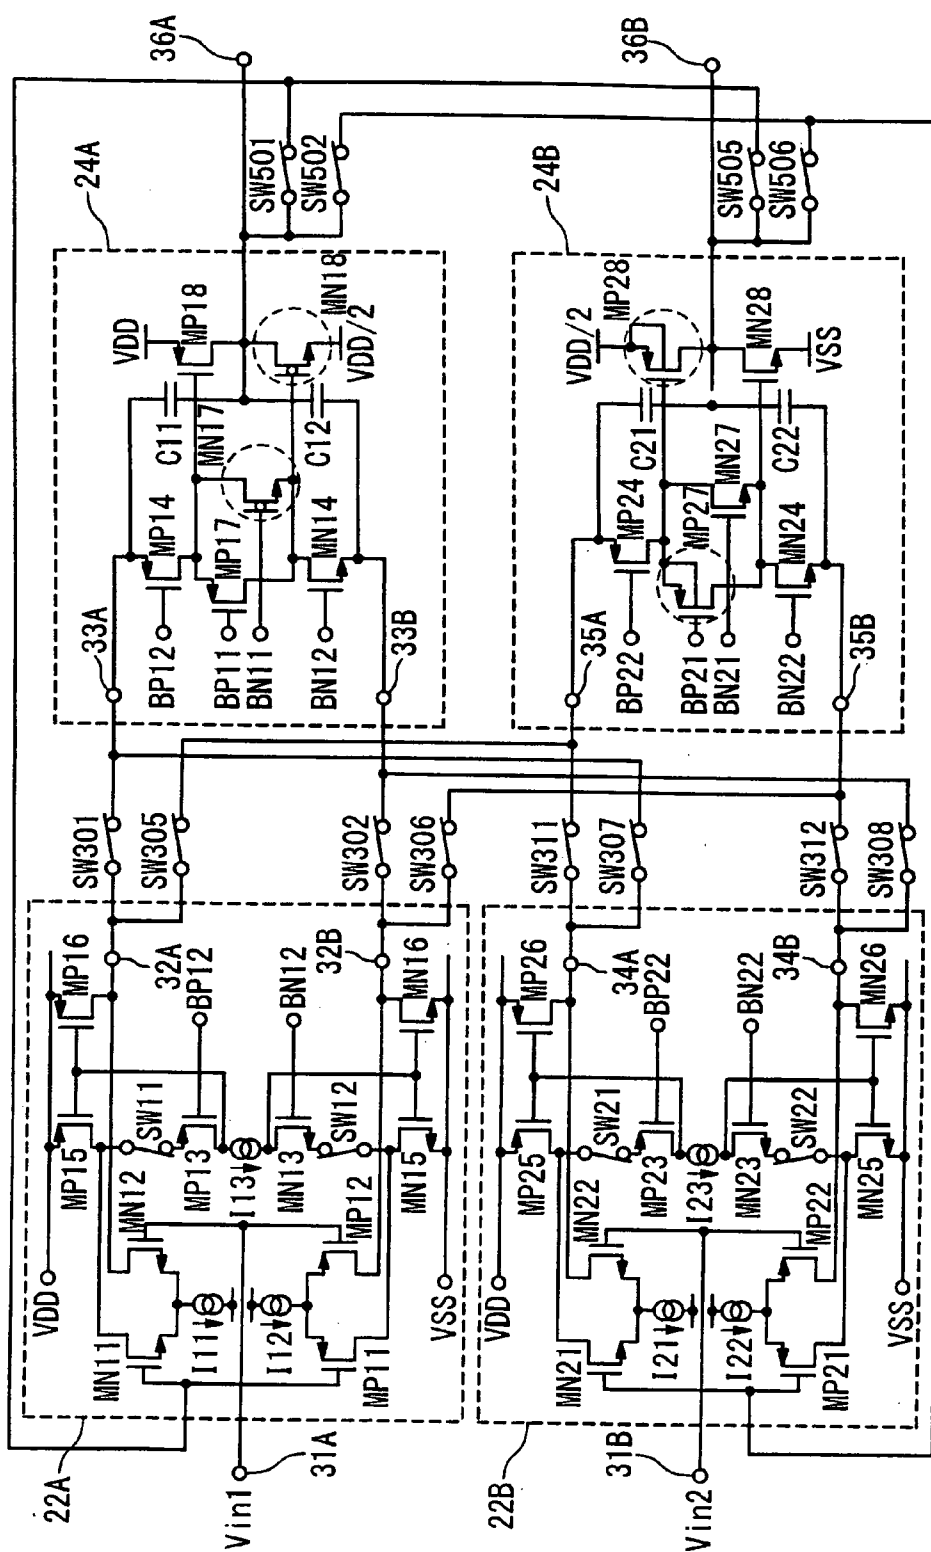 22A
Vin1
31A
VDD
MP15
MP16
MN11
MN12
SW11
MP13
BP12
32A
I11
I12
I13
MN13
BN12
SW12
MP11
MP12
MN15
MN16
32B
VSS
SW301
SW305
SW302
SW306
24A
33A
33B
BP12
BP11
BN11
BN12
MP14
MP17
MN14
C11
MN17
C12
VDD
MP18
MN18
VDD/2
SW501
SW502
36A
22B
Vin2
31B
VDD
MP25
MP26
MN21
MN22
SW21
MP23
BP22
34A
I21
I22
I23
MN23
BN22
SW22
MP21
MP22
MN25
MN26
34B
VSS
SW311
SW307
SW312
SW308
24B
35A
35B
BP22
BP21
BN21
BN22
MP24
MP27
MN24
C21
MN27
C22
VDD/2
MP28
MN28
VSS
SW505
SW506
36B